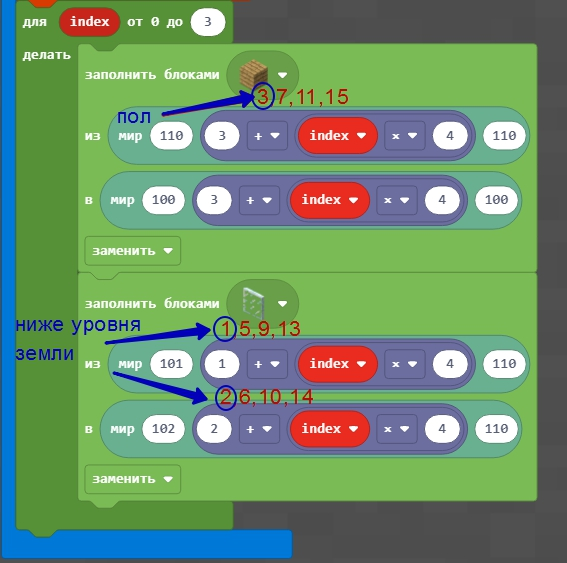 для index от 0 до 3
делать
заполнить блоками
3,7,11,15
пол
из мир 110 3 + index × 4 110
в мир 100 3 + index × 4 100
заменить
заполнить блоками
ниже уровня
земли
1,5,9,13
из мир 101 1 + index × 4 110
2,6,10,14
в мир 102 2 + index × 4 110
заменить